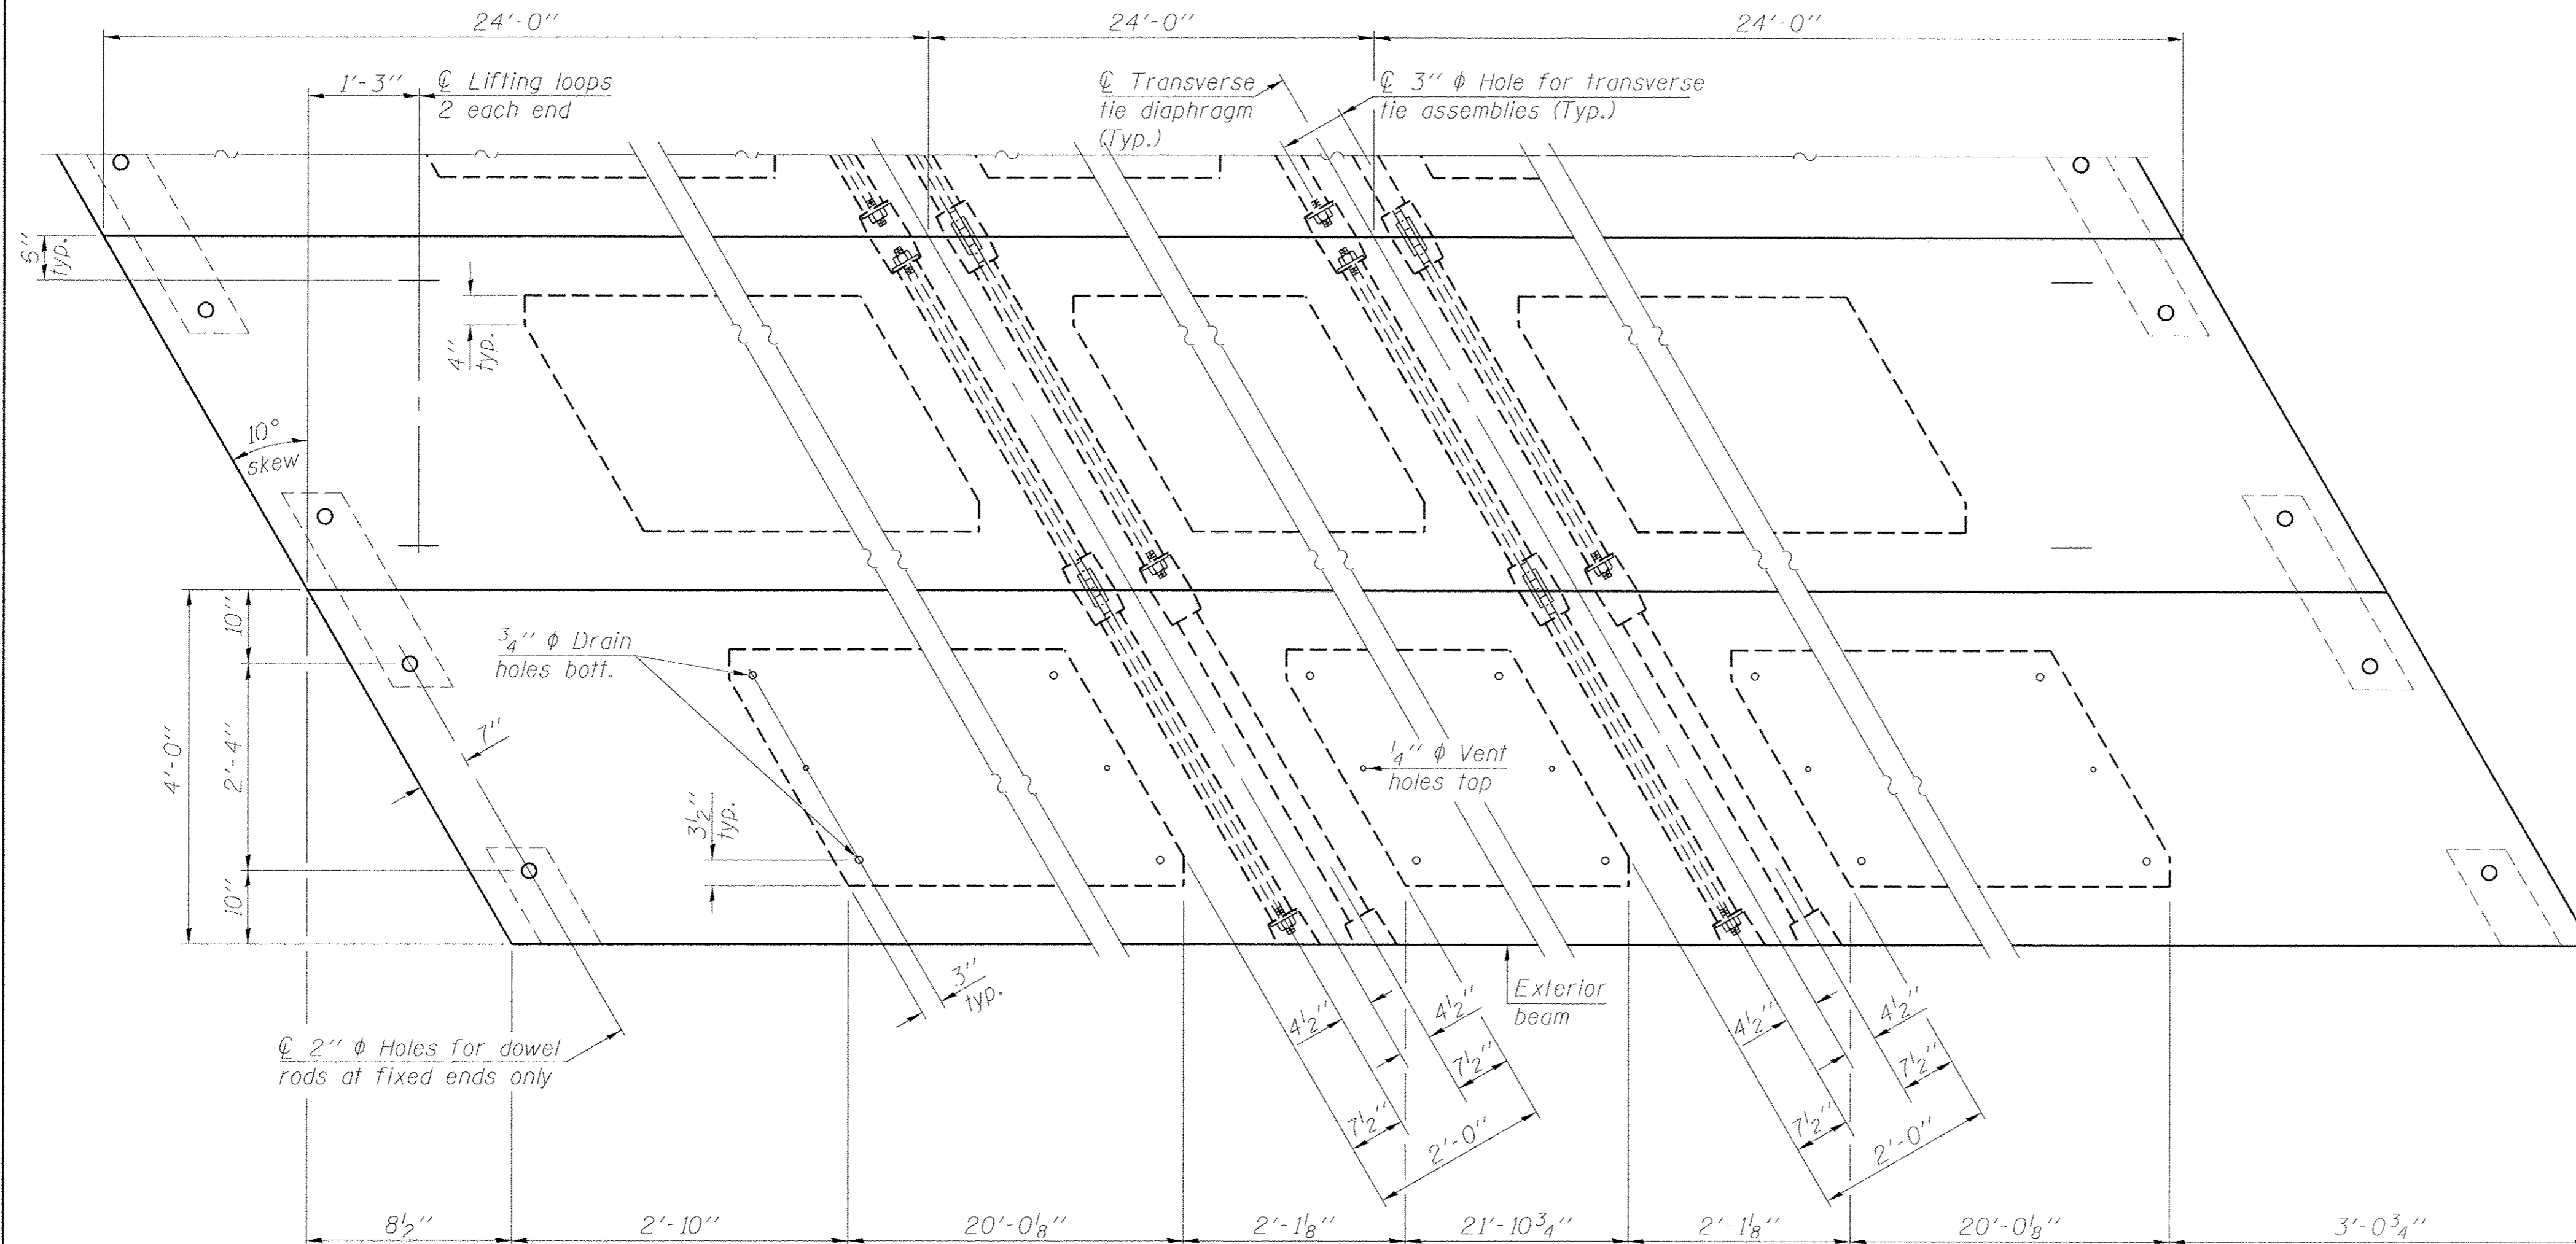 24'-0"
24'-0"
24'-0"
1'-3"
℄ Lifting loops
2 each end
℄ Transverse
tie diaphragm
(Typ.)
℄ 3" ϕ Hole for transverse
tie assemblies (Typ.)
6"
typ.
4"
typ.
10°
skew
4'-0"
10"
2'-4"
10"
7"
3/4" ϕ Drain
holes bott.
3 1/2"
typ.
1/4" ϕ Vent
holes top
3"
typ.
Exterior
beam
℄ 2" ϕ Holes for dowel
rods at fixed ends only
4 1/2"
4 1/2"
7 1/2"
7 1/2"
2'-0"
4 1/2"
4 1/2"
7 1/2"
7 1/2"
2'-0"
8 1/2"
2'-10"
20'-0 1/8"
2'-1 1/8"
21'-10 3/4"
2'-1 1/8"
20'-0 1/8"
3'-0 3/4"